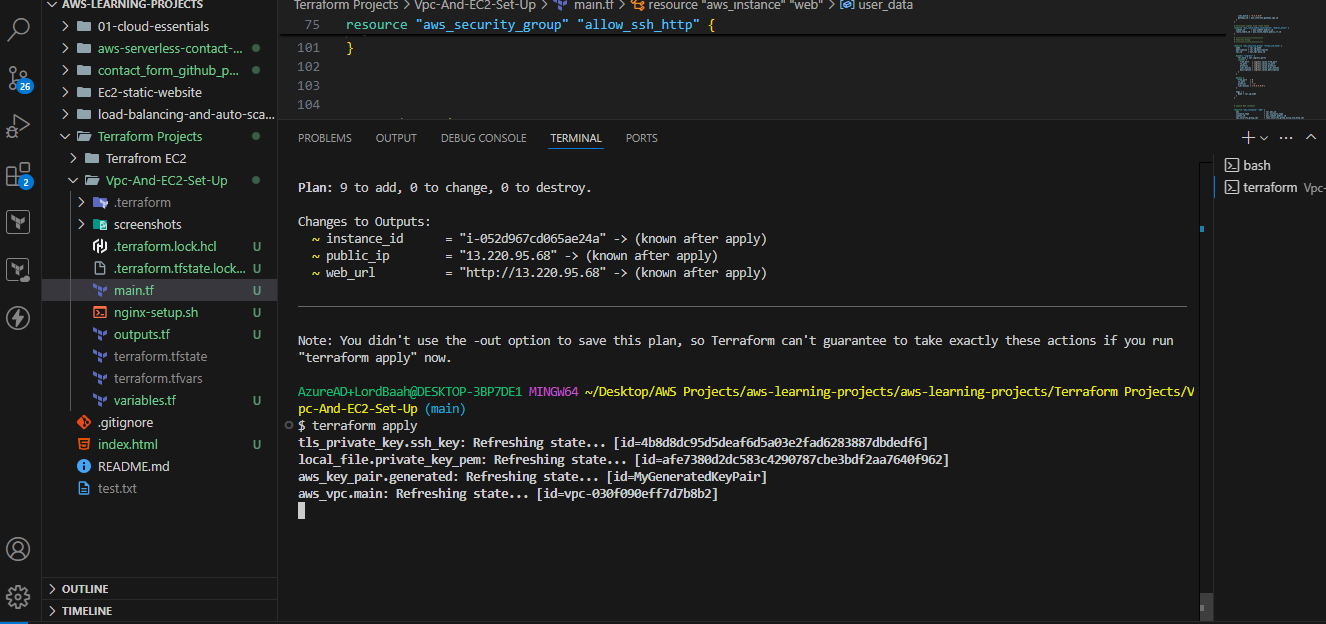 AWS-LEARNING-PROJECTS
01-cloud-essentials
aws-serverless-contact-...
contact_form_github_p...
Ec2-static-website
load-balancing-and-auto-sca...
Terraform Projects
Terrafrom EC2
Vpc-And-EC2-Set-Up
.terraform
screenshots
.terraform.lock.hcl U
.terraform.tfstate.lock... U
main.tf U
nginx-setup.sh U
outputs.tf U
terraform.tfstate
terraform.tfvars
variables.tf U
.gitignore
index.html U
README.md
test.txt
OUTLINE
TIMELINE
26
2
Terraform Projects > Vpc-And-EC2-Set-Up > main.tf > resource "aws_instance" "web" > user_data
75 resource "aws_security_group" "allow_ssh_http" {
101 }
102
103
104
PROBLEMS OUTPUT DEBUG CONSOLE TERMINAL PORTS
Plan: 9 to add, 0 to change, 0 to destroy.
Changes to Outputs:
~ instance_id = "i-052d967cd065ae24a" -> (known after apply)
~ public_ip = "13.220.95.68" -> (known after apply)
~ web_url = "http://13.220.95.68" -> (known after apply)
Note: You didn't use the -out option to save this plan, so Terraform can't guarantee to take exactly these actions if you run
"terraform apply" now.
AzureAD+LordBaah@DESKTOP-3BP7DE1 MINGW64 ~/Desktop/AWS Projects/aws-learning-projects/aws-learning-projects/Terraform Projects/V
pc-And-EC2-Set-Up (main)
$ terraform apply
tls_private_key.ssh_key: Refreshing state... [id=4b8d8dc95d5deaf6d5a03e2fad6283887dbdedf6]
local_file.private_key_pem: Refreshing state... [id=afe7380d2dc583c4290787cbe3bdf2aa7640f962]
aws_key_pair.generated: Refreshing state... [id=MyGeneratedKeyPair]
aws_vpc.main: Refreshing state... [id=vpc-030f090eff7d7b8b2]
bash
terraform Vpc-